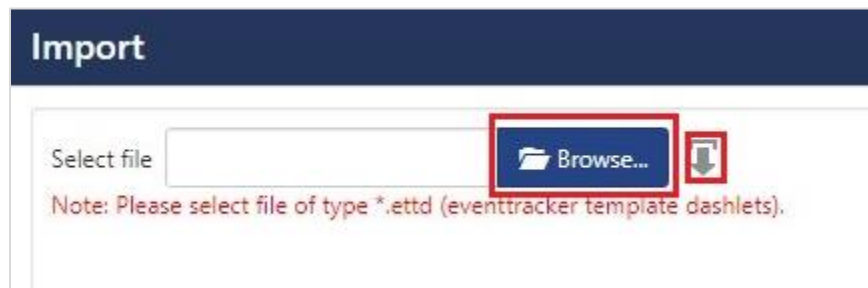 Import
Select file Browse...
Note: Please select file of type *.ettd (eventtracker template dashlets).